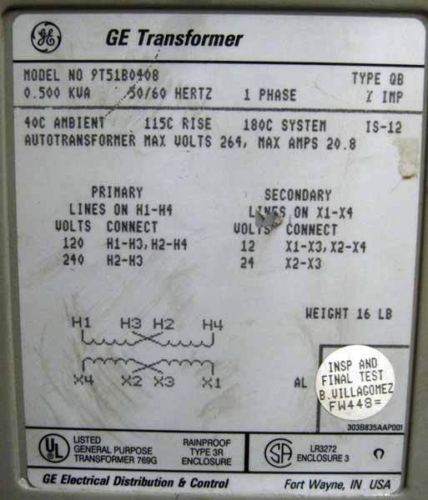 GE GE Transformer
MODEL NO 9T51B0408 TYPE QB
0.500 KVA 50/60 HERTZ 1 PHASE % IMP
40C AMBIENT 115C RISE 180C SYSTEM IS-12
AUTOTRANSFORMER MAX VOLTS 264, MAX AMPS 20.8
PRIMARY SECONDARY
LINES ON H1-H4 LINES ON X1-X4
VOLTS CONNECT VOLTS CONNECT
120 H1-H3,H2-H4 12 X1-X3,X2-X4
240 H2-H3 24 X2-X3
WEIGHT 16 LB
H1 H3 H2 H4
X4 X2 X3 X1
AL
INSP AND
FINAL TEST
B.VILLAGOMEZ
FW448=
303B835AAP001
UL LISTED
GENERAL PURPOSE
TRANSFORMER 769G
RAINPROOF
TYPE 3R
ENCLOSURE
SA LR3272
ENCLOSURE 3
GE Electrical Distribution & Control Fort Wayne, IN USA